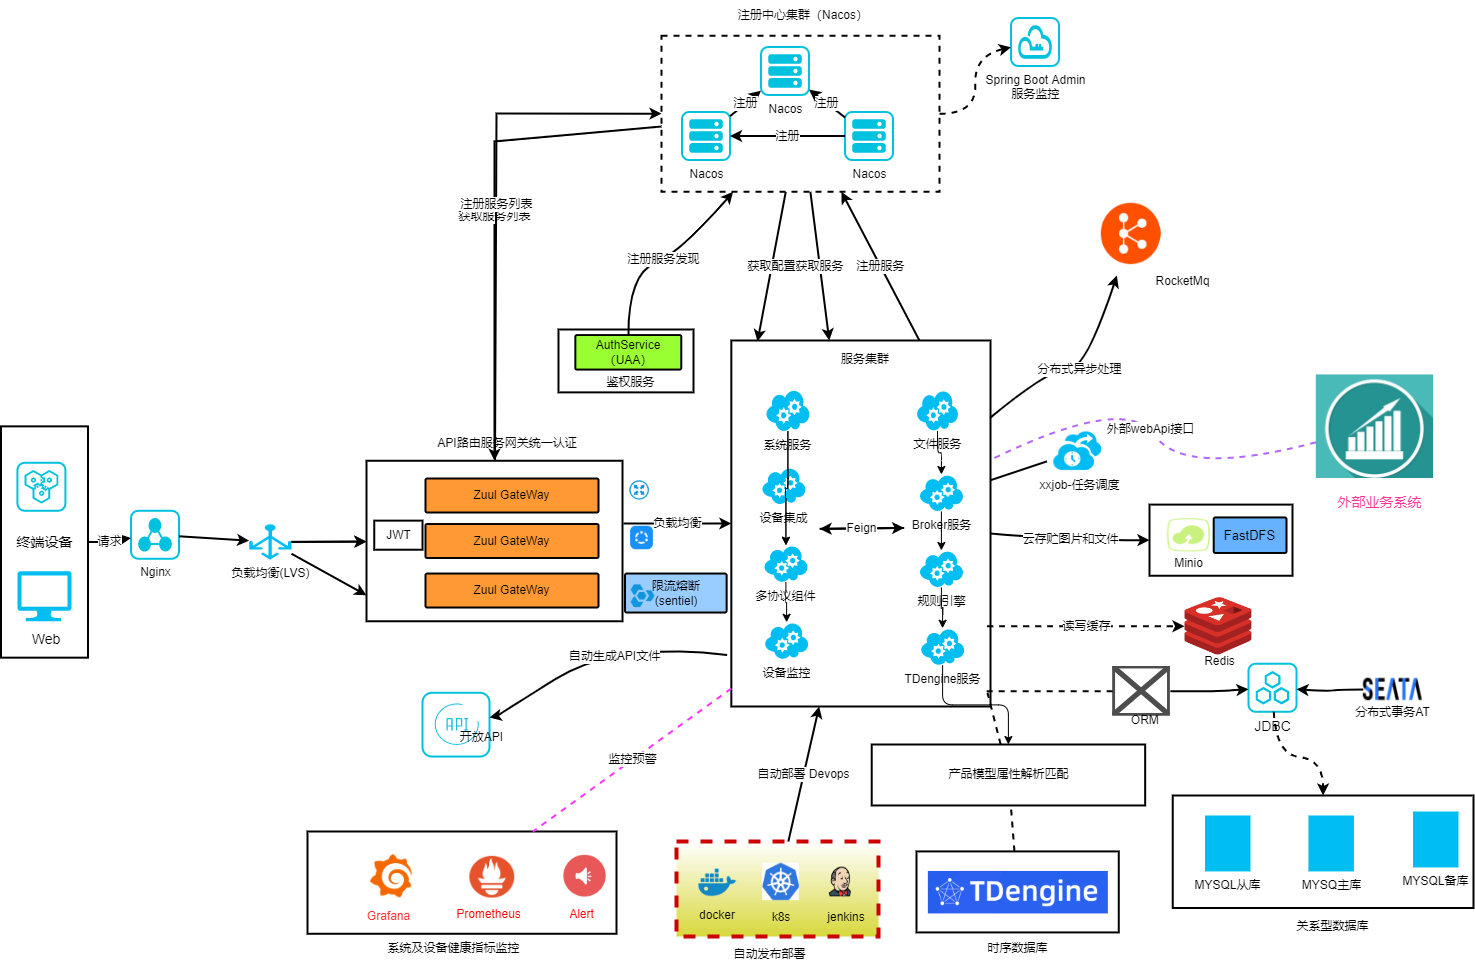 注册中心集群（Nacos）
Nacos
注册
注册
注册
Nacos
Nacos
Spring Boot Admin
服务监控
注册服务列表
获取服务列表
注册服务发现
获取配置
获取服务
注册服务
RocketMq
AuthService
（UAA）
鉴权服务
服务集群
分布式异步处理
外部webApi接口
外部业务系统
xxjob-任务调度
API路由服务网关统一认证
系统服务
文件服务
设备集成
Broker服务
Feign
多协议组件
规则引擎
设备监控
TDengine服务
终端设备
Web
请求
Nginx
负载均衡(LVS)
JWT
Zuul GateWay
Zuul GateWay
Zuul GateWay
负载均衡
限流熔断
(sentiel)
云存贮图片和文件
Minio
FastDFS
读写缓存
Redis
ORM
JDBC
SEATA
分布式事务AT
自动生成API文件
API
开放API
监控预警
自动部署 Devops
产品模型属性解析匹配
Grafana
Prometheus
Alert
系统及设备健康指标监控
docker
k8s
jenkins
自动发布部署
TDengine
时序数据库
MYSQL从库
MYSQ主库
MYSQL备库
关系型数据库